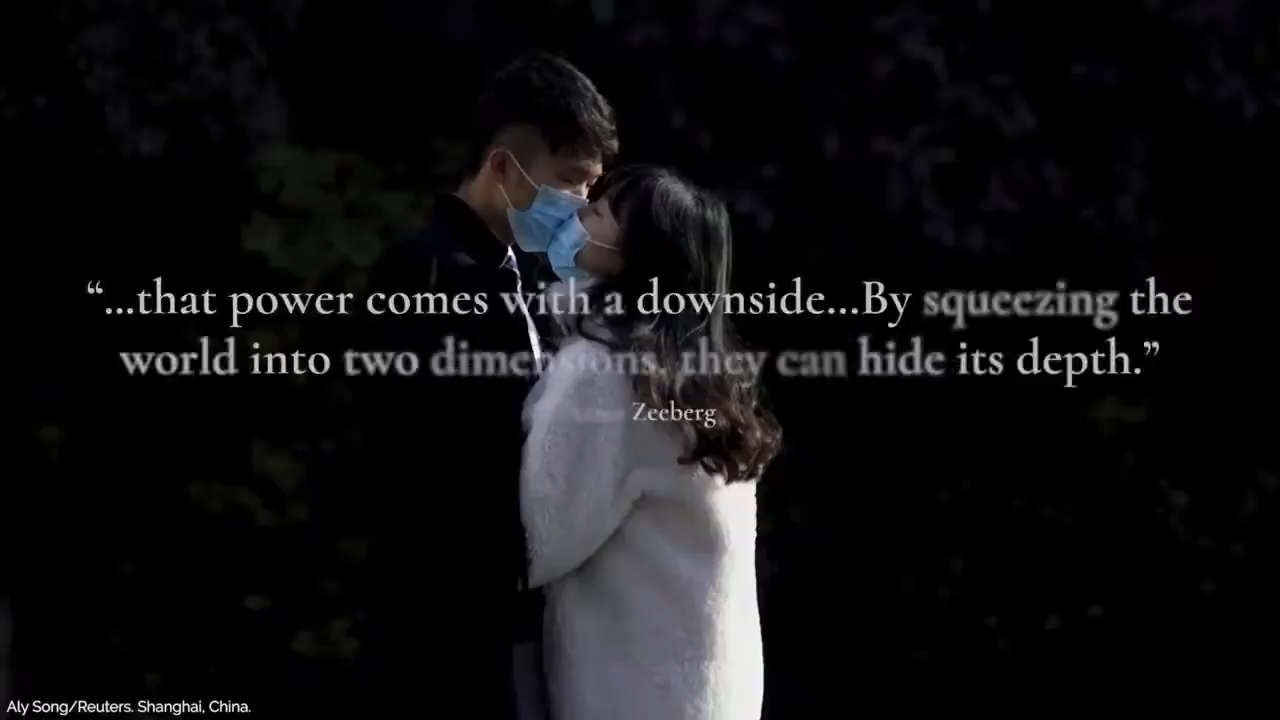 “...that power comes with a downside...By squeezing the
world into two dimensions, they can hide its depth.”
Zeeberg
Aly Song/Reuters. Shanghai, China.